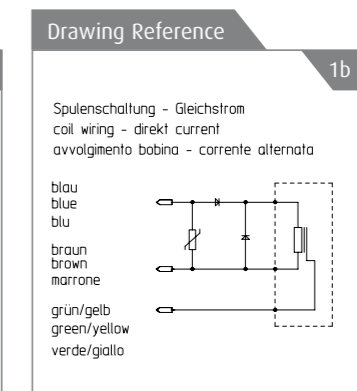 Drawing Reference
1b
Spulenschaltung - Gleichstrom
coil wiring - direkt current
avvolgimento bobina - corrente alternata
blau
blue
blu
braun
brown
marrone
grün/gelb
green/yellow
verde/giallo